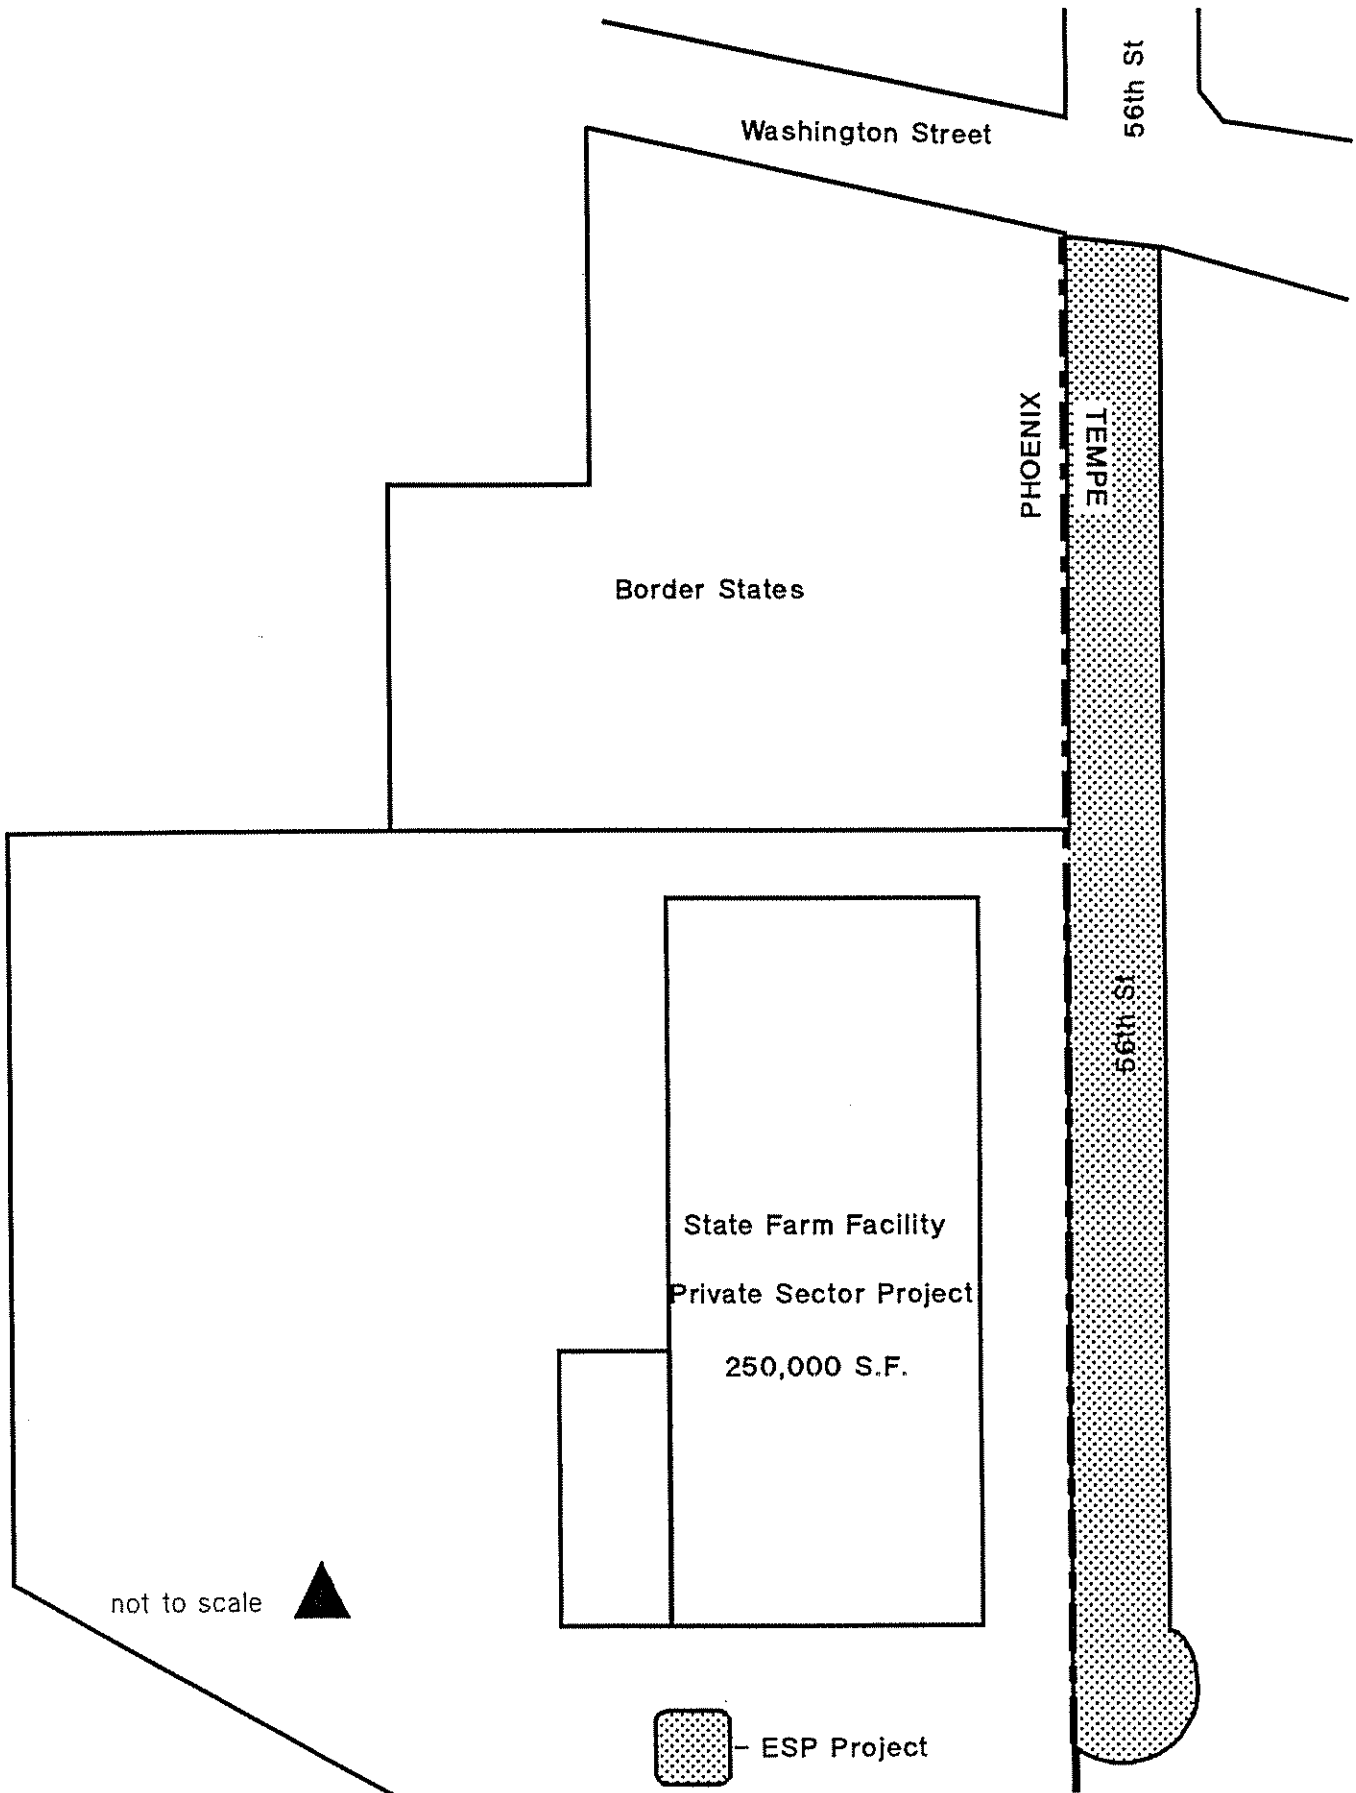 56th St
Washington Street
PHOENIX
TEMPE
Border States
56th St
State Farm Facility
Private Sector Project
250,000 S.F.
not to scale
- ESP Project